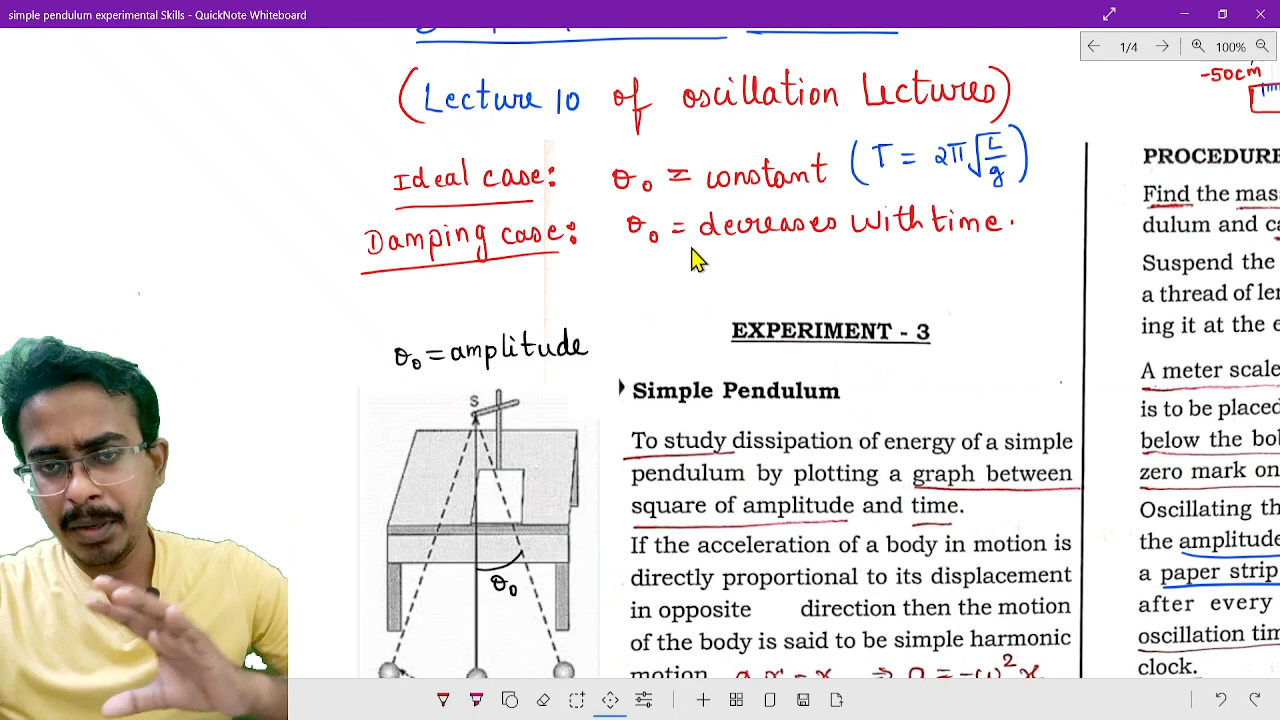 simple pendulum experimental Skills - QuickNote Whiteboard
1/4
100%
-50cm
(Lecture 10 of oscillation Lectures)
Ideal case: θ₀ = constant (T = 2π√(L/g))
Damping case: θ₀ = decreases with time.
θ₀ = amplitude
S
θ₀
EXPERIMENT - 3
Simple Pendulum
To study dissipation of energy of a simple
pendulum by plotting a graph between
square of amplitude and time.
If the acceleration of a body in motion is
directly proportional to its displacement
in opposite direction then the motion
of the body is said to be simple harmonic
motion a ∝ - x ⇒ a = -ω²x
PROCEDURE
Find the mas
dulum and ca
Suspend the
a thread of le
ing it at the e
A meter scale
is to be placed
below the bo
zero mark on
Oscillating th
the amplitude
a paper strip
after every
oscillation tim
clock.